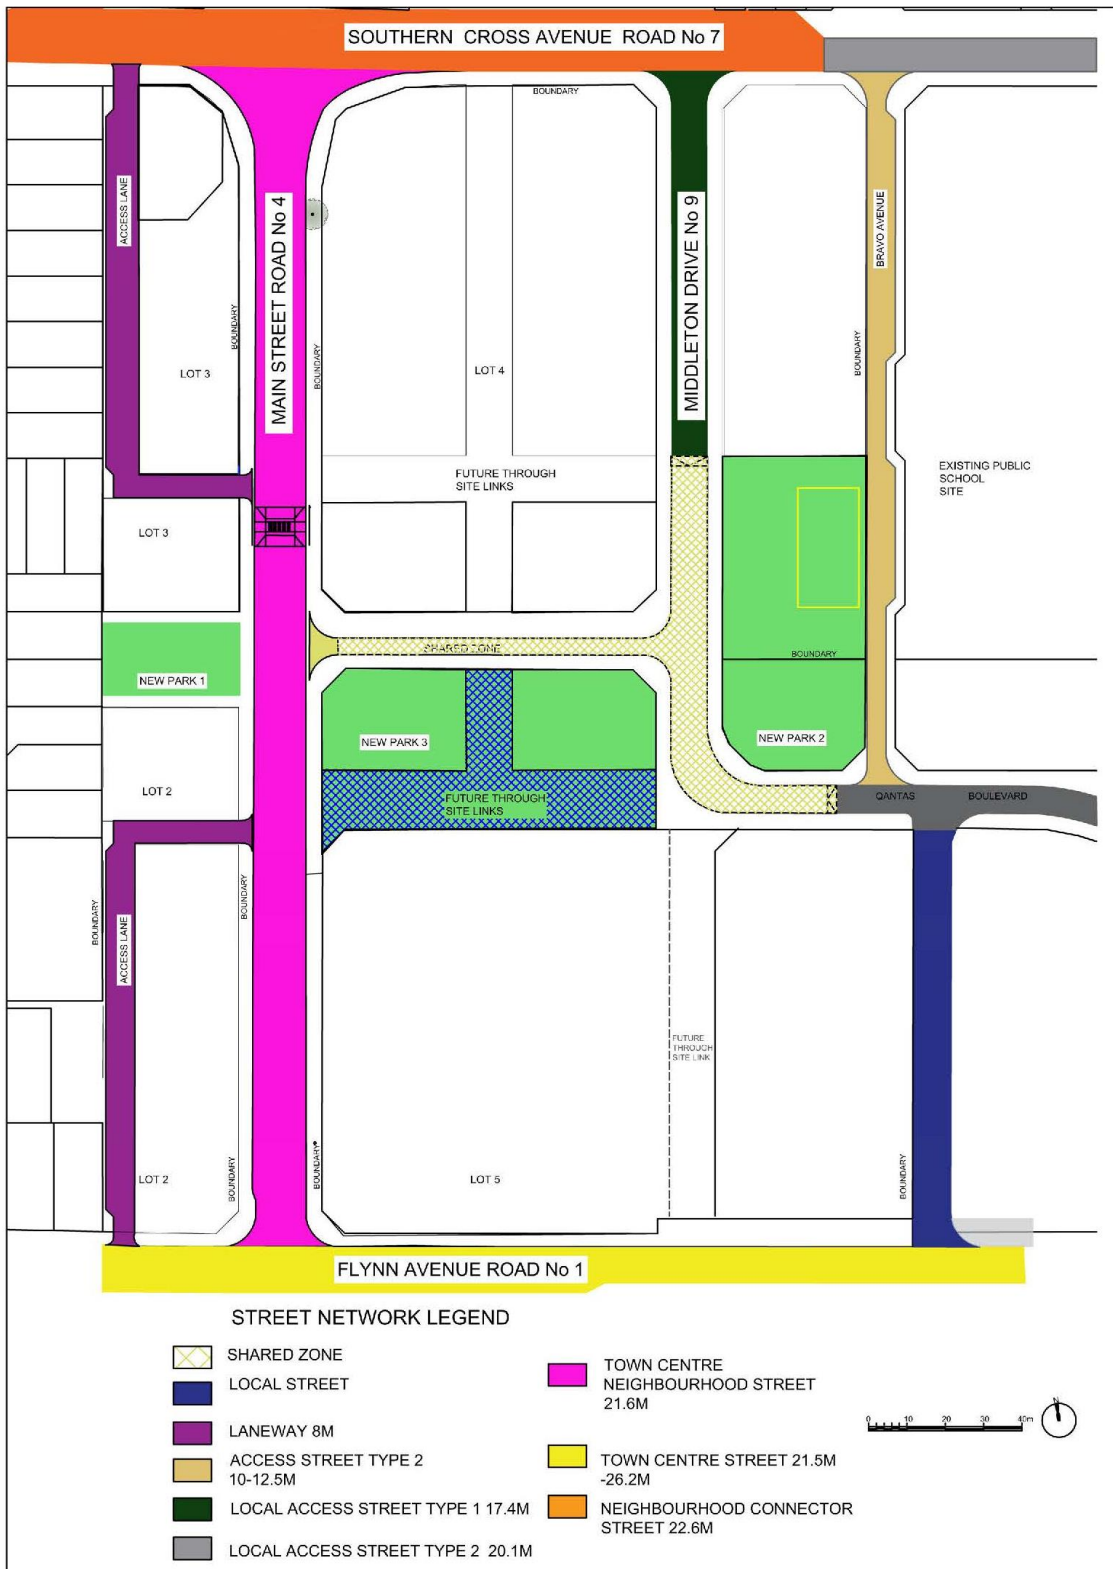 SOUTHERN CROSS AVENUE ROAD No 7
BOUNDARY
ACCESS LANE
MAIN STREET ROAD No 4
MIDDLETON DRIVE No 9
BRAVO AVENUE
BOUNDARY
BOUNDARY
BOUNDARY
LOT 3
LOT 4
FUTURE THROUGH
SITE LINKS
EXISTING PUBLIC
SCHOOL
SITE
LOT 3
SHARED ZONE
BOUNDARY
NEW PARK 1
NEW PARK 3
NEW PARK 2
LOT 2
FUTURE THROUGH
SITE LINKS
QANTAS
BOULEVARD
BOUNDARY
ACCESS LANE
BOUNDARY
FUTURE
THROUGH
SITE LINK
LOT 2
BOUNDARY
BOUNDARY
LOT 5
BOUNDARY
FLYNN AVENUE ROAD No 1
STREET NETWORK LEGEND
SHARED ZONE
LOCAL STREET
LANEWAY 8M
ACCESS STREET TYPE 2
10-12.5M
LOCAL ACCESS STREET TYPE 1 17.4M
LOCAL ACCESS STREET TYPE 2 20.1M
TOWN CENTRE
NEIGHBOURHOOD STREET
21.6M
TOWN CENTRE STREET 21.5M
-26.2M
NEIGHBOURHOOD CONNECTOR
STREET 22.6M
0 10 20 30 40m
N